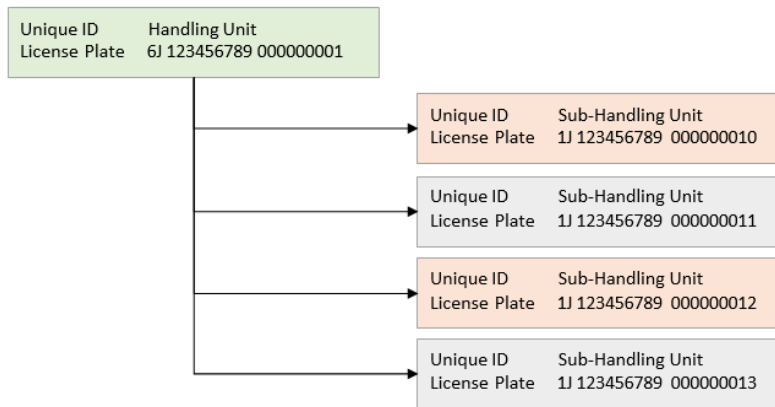 Unique ID Handling Unit
License Plate 6J 123456789 000000001
Unique ID Sub-Handling Unit
License Plate 1J 123456789 000000010
Unique ID Sub-Handling Unit
License Plate 1J 123456789 000000011
Unique ID Sub-Handling Unit
License Plate 1J 123456789 000000012
Unique ID Sub-Handling Unit
License Plate 1J 123456789 000000013